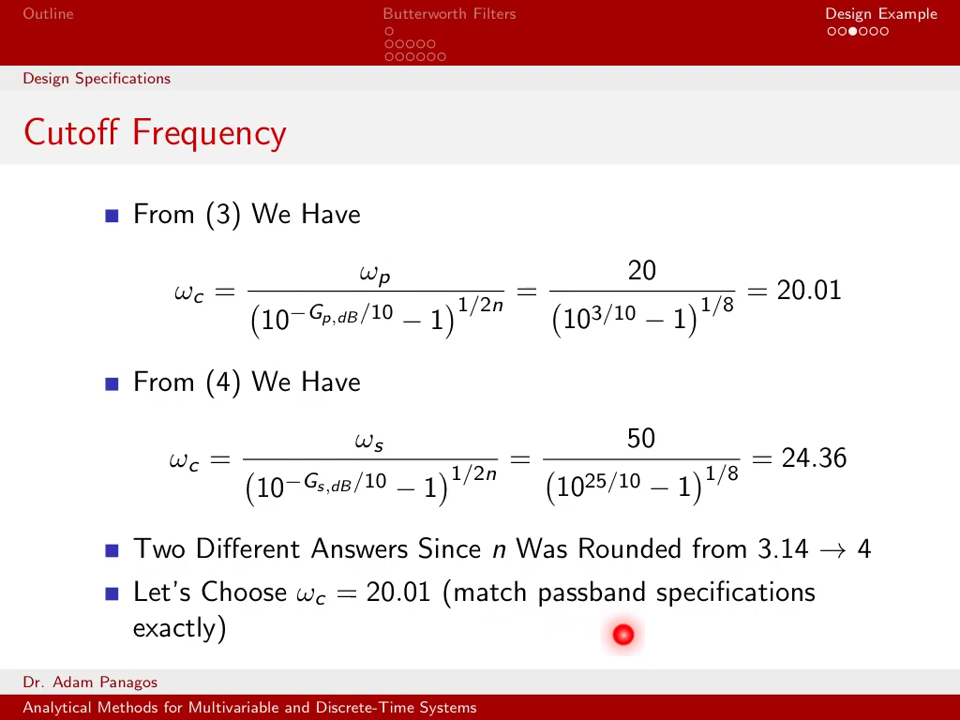 Outline
Butterworth Filters
Design Example
Design Specifications
Cutoff Frequency
From (3) We Have
ω_c = ω_p / (10^{−G_{p,dB}/10} − 1)^{1/2n} = 20 / (10^{3/10} − 1)^{1/8} = 20.01
From (4) We Have
ω_c = ω_s / (10^{−G_{s,dB}/10} − 1)^{1/2n} = 50 / (10^{25/10} − 1)^{1/8} = 24.36
Two Different Answers Since n Was Rounded from 3.14 → 4
Let's Choose ω_c = 20.01 (match passband specifications
exactly)
Dr. Adam Panagos
Analytical Methods for Multivariable and Discrete-Time Systems